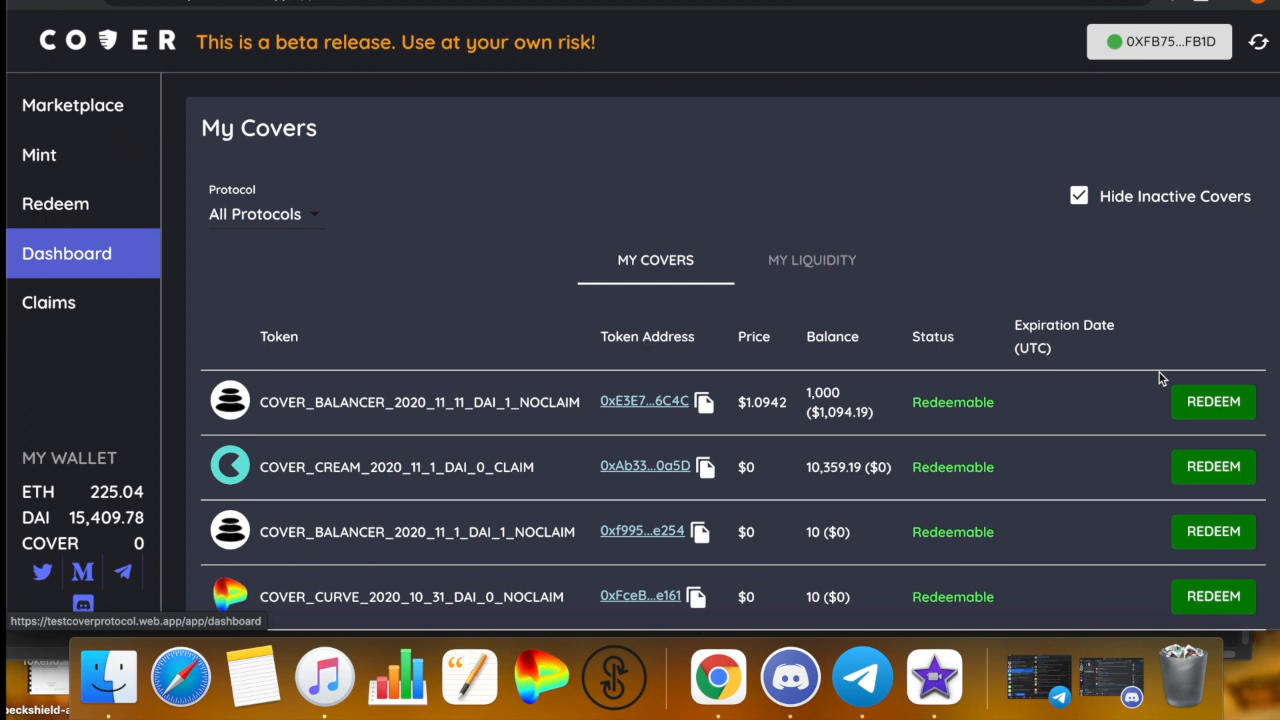 COVER
This is a beta release. Use at your own risk!
0XFB75...FB1D
Marketplace
Mint
Redeem
Dashboard
Claims
MY WALLET
ETH 225.04
DAI 15,409.78
COVER 0
My Covers
Protocol
All Protocols
Hide Inactive Covers
MY COVERS MY LIQUIDITY
Token Token Address Price Balance Status Expiration Date (UTC)
COVER_BALANCER_2020_11_11_DAI_1_NOCLAIM 0xE3E7...6C4C $1.0942 1,000 ($1,094.19) Redeemable REDEEM
COVER_CREAM_2020_11_1_DAI_0_CLAIM 0xAb33...0a5D $0 10,359.19 ($0) Redeemable REDEEM
COVER_BALANCER_2020_11_1_DAI_1_NOCLAIM 0xf995...e254 $0 10 ($0) Redeemable REDEEM
COVER_CURVE_2020_10_31_DAI_0_NOCLAIM 0xFceB...e161 $0 10 ($0) Redeemable REDEEM
https://testcoverprotocol.web.app/app/dashboard